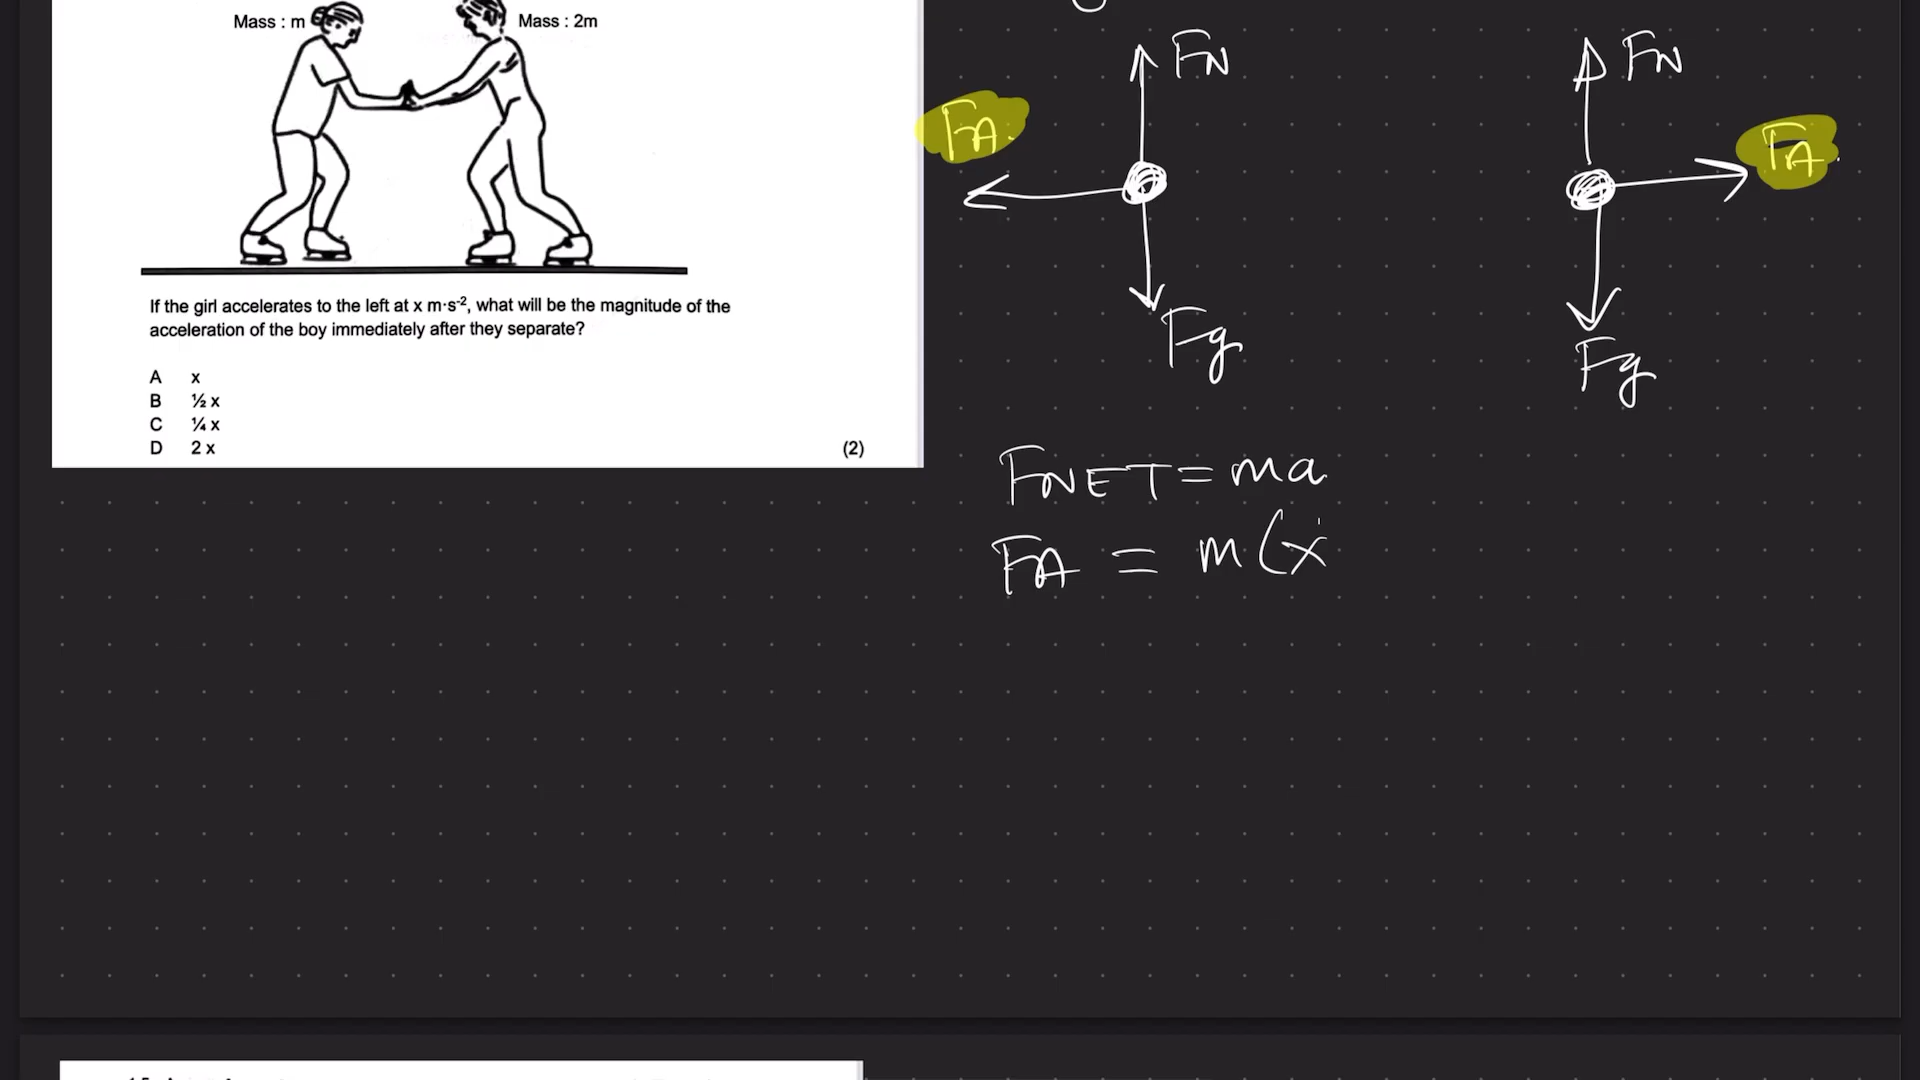 Mass : m
Mass : 2m
If the girl accelerates to the left at x m·s⁻², what will be the magnitude of the
acceleration of the boy immediately after they separate?
A x
B ½ x
C ¼ x
D 2 x
(2)
FN
FA
Fg
FN
FA
Fg
FNET = ma
FA = m(x